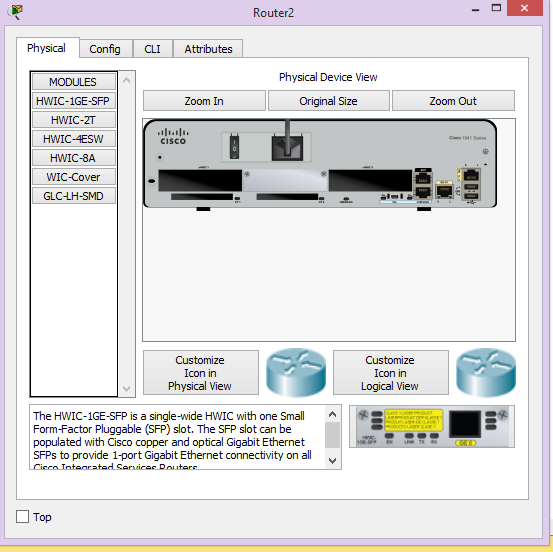 Router2
Physical
Config
CLI
Attributes
MODULES
HWIC-1GE-SFP
HWIC-2T
HWIC-4ESW
HWIC-8A
WIC-Cover
GLC-LH-SMD
Physical Device View
Zoom In
Original Size
Zoom Out
CISCO
Cisco 1941 Series
Customize
Icon in
Physical View
Customize
Icon in
Logical View
The HWIC-1GE-SFP is a single-wide HWIC with one Small
Form-Factor Pluggable (SFP) slot. The SFP slot can be
populated with Cisco copper and optical Gigabit Ethernet
SFPs to provide 1-port Gigabit Ethernet connectivity on all
Cisco Integrated Services Routers.
CLASS 1 LASER PRODUCT
HWIC-
1GE-SFP
EN
LINK
TX
RX
GE 0
Top